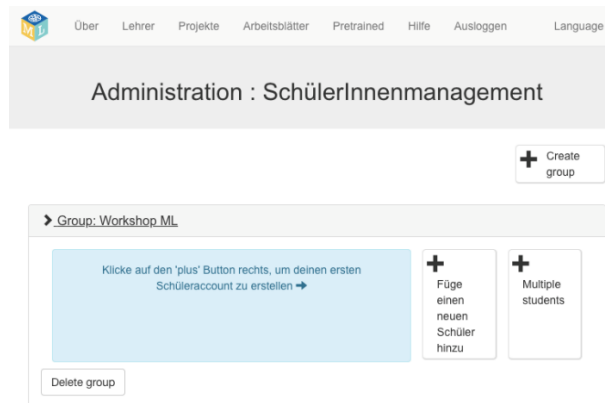 ML
Über Lehrer Projekte Arbeitsblätter Pretrained Hilfe Ausloggen Language
Administration : SchülerInnenmanagement
Create
group
Group: Workshop ML
Klicke auf den 'plus' Button rechts, um deinen ersten
Schüleraccount zu erstellen ➔
Füge
einen
neuen
Schüler
hinzu
Multiple
students
Delete group